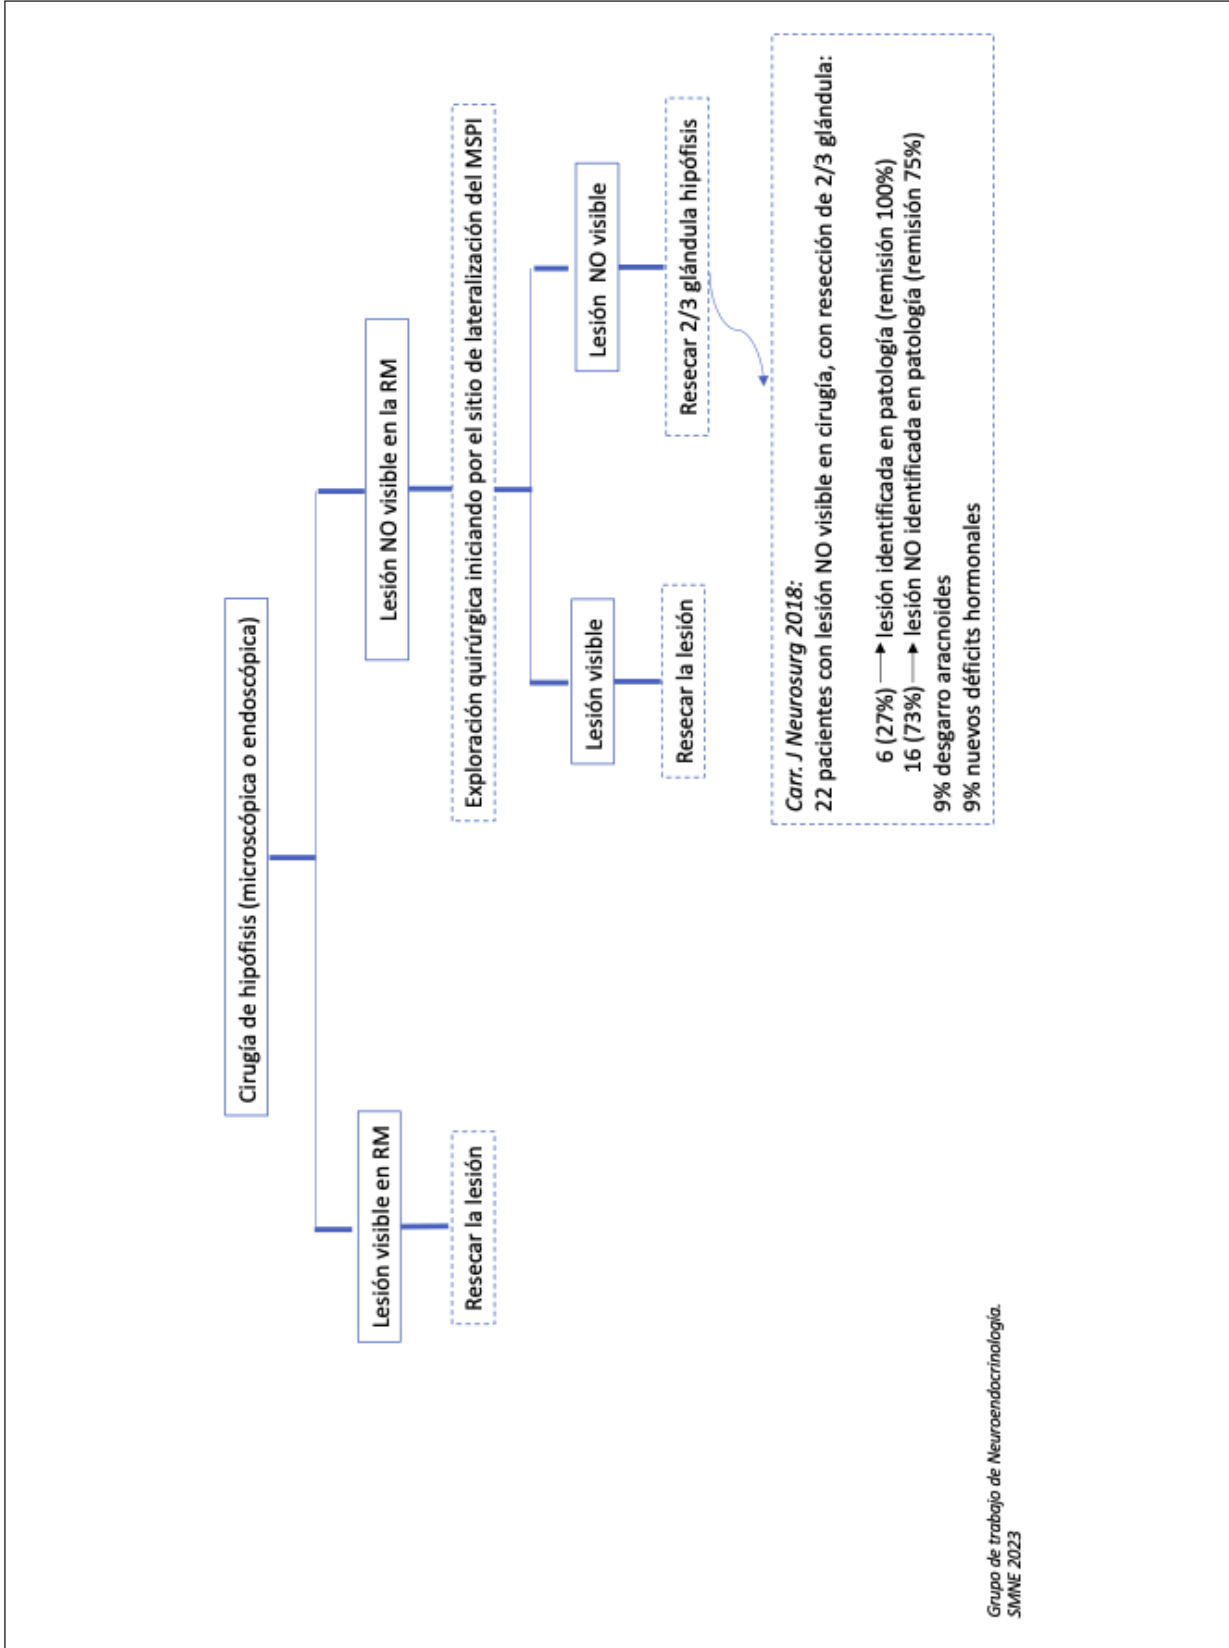 Cirugía de hipófisis (microscópica o endoscópica)
Lesión visible en RM
Resecar la lesión
Lesión NO visible en la RM
Exploración quirúrgica iniciando por el sitio de lateralización del MSPI
Lesión visible
Resecar la lesión
Lesión NO visible
Resecar 2/3 glándula hipófisis
Carr. J Neurosurg 2018:
22 pacientes con lesión NO visible en cirugía, con resección de 2/3 glándula:
6 (27%) → lesión identificada en patología (remisión 100%)
16 (73%) → lesión NO identificada en patología (remisión 75%)
9% desgarro aracnoides
9% nuevos déficits hormonales
Grupo de trabajo de Neuroendocrinología.
SMNE 2023